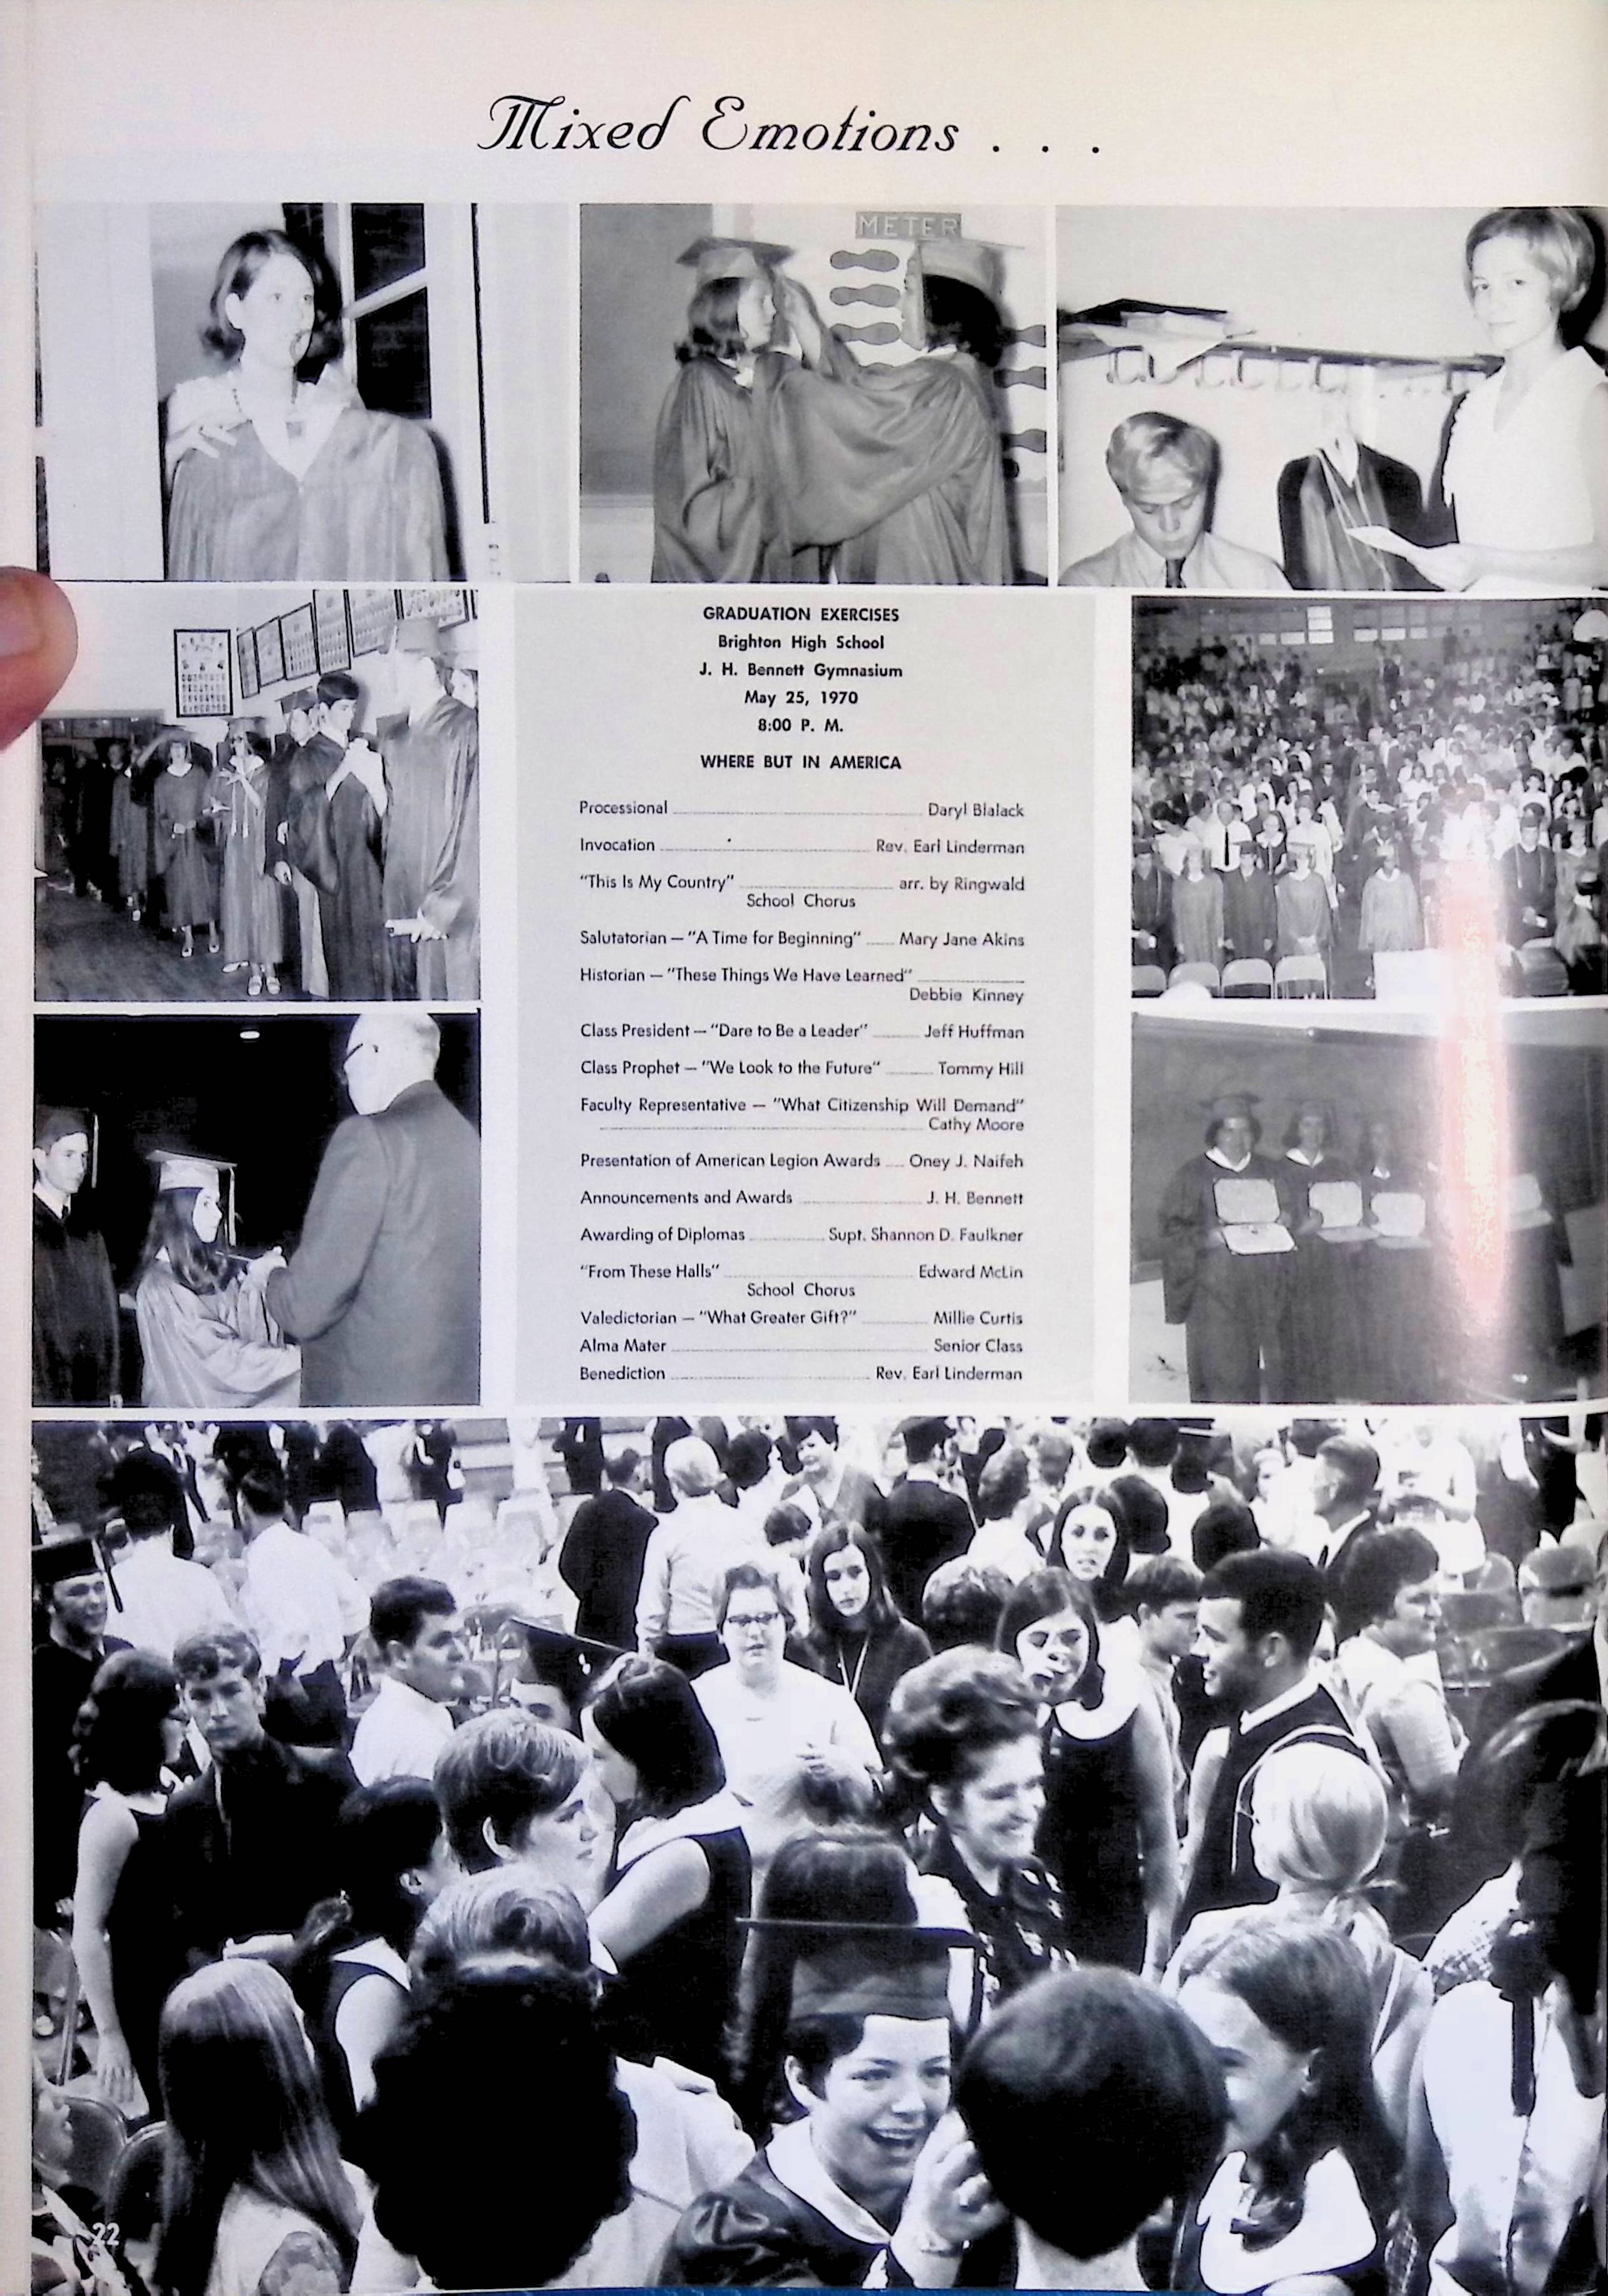 Mixed Emotions . . .
METER
GRADUATION EXERCISES
Brighton High School
J. H. Bennett Gymnasium
May 25, 1970
8:00 P. M.
WHERE BUT IN AMERICA
Processional Daryl Blalack
Invocation Rev. Earl Linderman
"This Is My Country" arr. by Ringwald
School Chorus
Salutatorian — "A Time for Beginning" Mary Jane Akins
Historian — "These Things We Have Learned"
Debbie Kinney
Class President — "Dare to Be a Leader" Jeff Huffman
Class Prophet — "We Look to the Future" Tommy Hill
Faculty Representative — "What Citizenship Will Demand"
Cathy Moore
Presentation of American Legion Awards Oney J. Naifeh
Announcements and Awards J. H. Bennett
Awarding of Diplomas Supt. Shannon D. Faulkner
"From These Halls" Edward McLin
School Chorus
Valedictorian — "What Greater Gift?" Millie Curtis
Alma Mater Senior Class
Benediction Rev. Earl Linderman
22